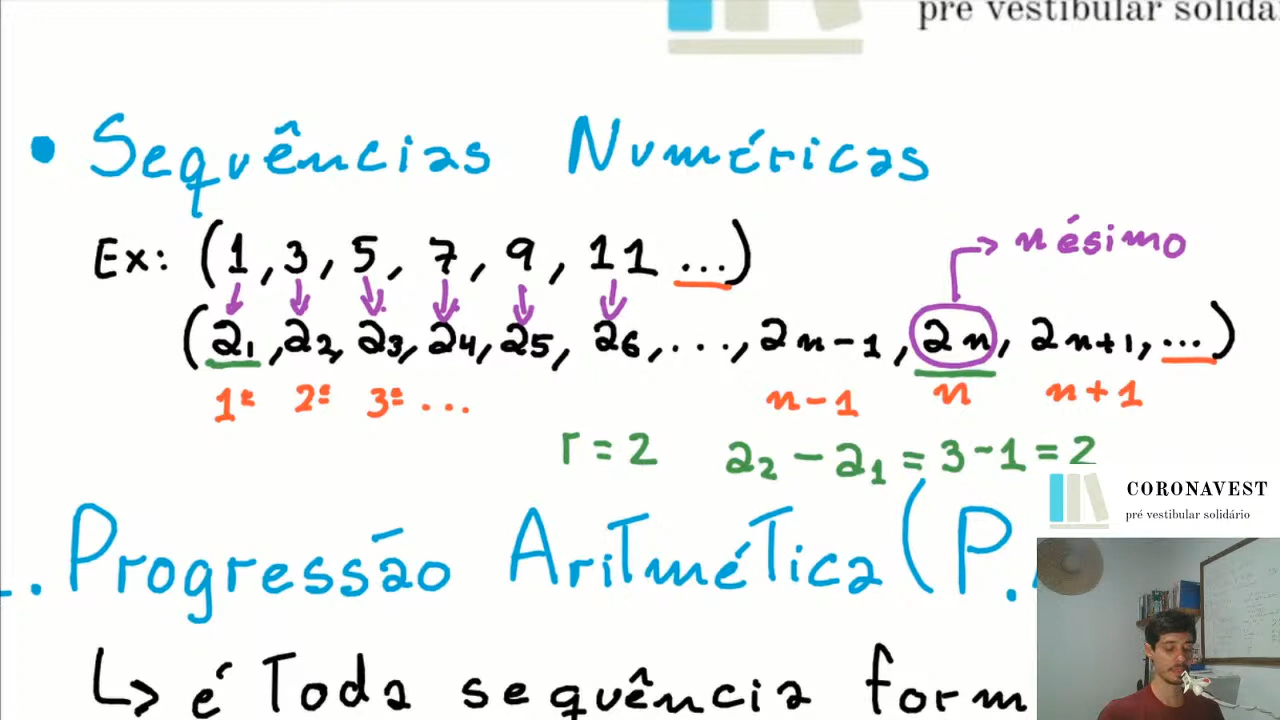 pré vestibular solidá
• Sequências Numéricas
Ex: (1, 3, 5, 7, 9, 11 ...)
nésimo
(a1, a2, a3, a4, a5, a6, ..., an-1, an, an+1, ...)
1º 2º 3º ... n-1 n n+1
r = 2 a2 - a1 = 3-1 = 2
CORONAVEST
pré vestibular solidário
. Progressão Aritmética (P.
↳ é Toda sequência form